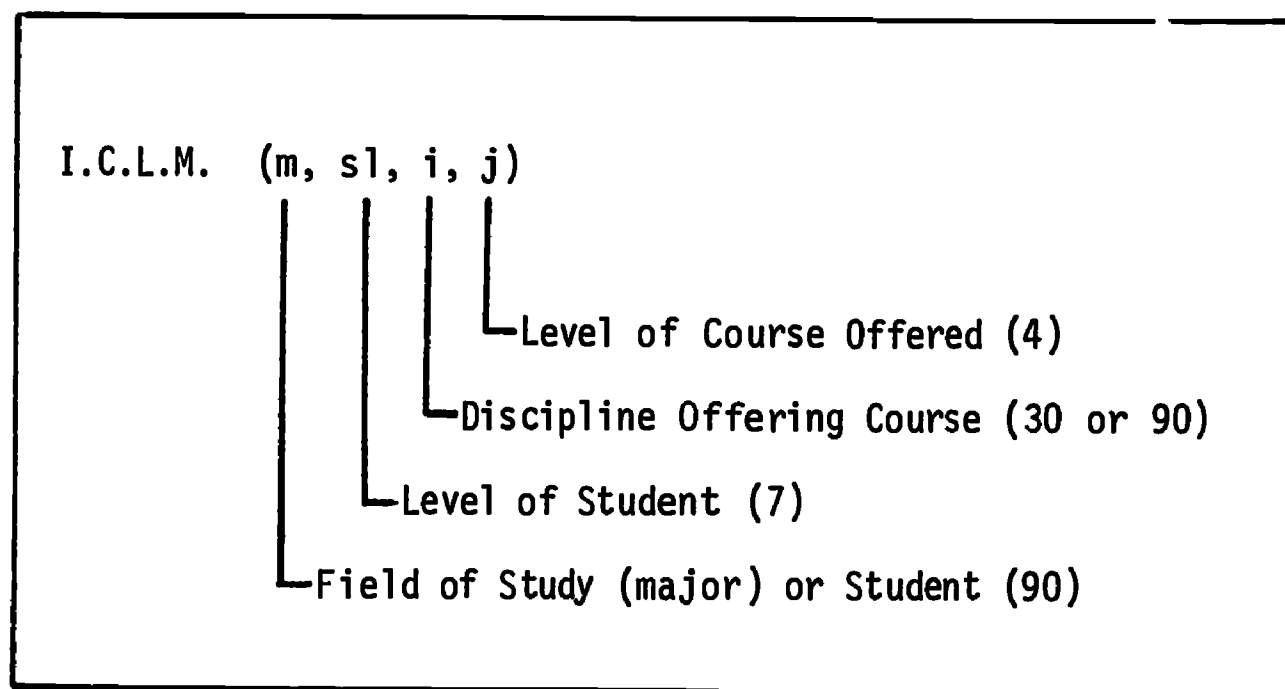 I.C.L.M. (m, sl, i, j)
Level of Course Offered (4)
Discipline Offering Course (30 or 90)
Level of Student (7)
Field of Study (major) or Student (90)